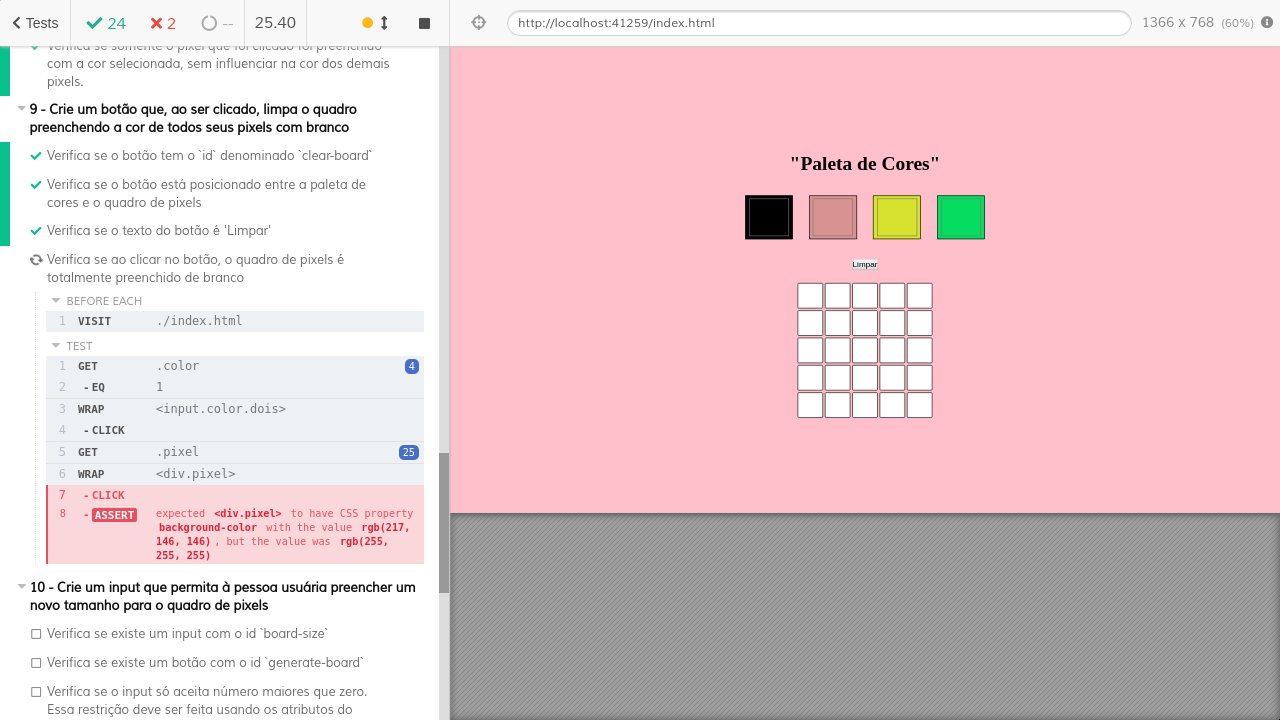 Tests
24
2
--
25.40
http://localhost:41259/index.html
1366 x 768 (60%)
Verifica se somente o pixel que foi clicado foi preenchido
com a cor selecionada, sem influenciar na cor dos demais
pixels.
9 - Crie um botão que, ao ser clicado, limpa o quadro
preenchendo a cor de todos seus pixels com branco
Verifica se o botão tem o `id` denominado `clear-board`
Verifica se o botão está posicionado entre a paleta de
cores e o quadro de pixels
Verifica se o texto do botão é 'Limpar'
Verifica se ao clicar no botão, o quadro de pixels é
totalmente preenchido de branco
BEFORE EACH
1 VISIT ./index.html
TEST
1 GET .color 4
2 - EQ 1
3 WRAP <input.color.dois>
4 - CLICK
5 GET .pixel 25
6 WRAP <div.pixel>
7 - CLICK
8 - ASSERT expected <div.pixel> to have CSS property
background-color with the value rgb(217,
146, 146), but the value was rgb(255,
255, 255)
10 - Crie um input que permita à pessoa usuária preencher um
novo tamanho para o quadro de pixels
Verifica se existe um input com o id `board-size`
Verifica se existe um botão com o id `generate-board`
Verifica se o input só aceita número maiores que zero.
Essa restrição deve ser feita usando os atributos do
"Paleta de Cores"
Limpar